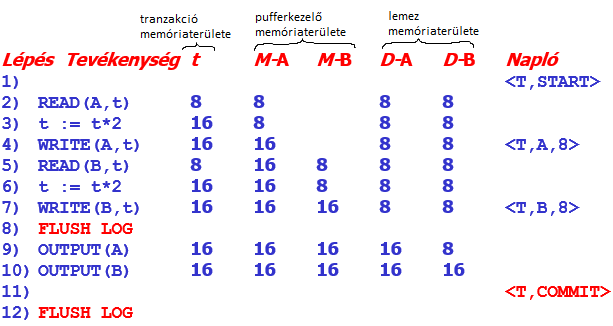 tranzakció pufferkezelő lemez
memóriaterülete memóriaterülete memóriaterülete
Lépés Tevékenység t M-A M-B D-A D-B Napló
1) <T,START>
2) READ(A,t) 8 8 8 8
3) t := t*2 16 8 8 8
4) WRITE(A,t) 16 16 8 8 <T,A,8>
5) READ(B,t) 8 16 8 8 8
6) t := t*2 16 16 8 8 8
7) WRITE(B,t) 16 16 16 8 8 <T,B,8>
8) FLUSH LOG
9) OUTPUT(A) 16 16 16 16 8
10) OUTPUT(B) 16 16 16 16 16
11) <T,COMMIT>
12) FLUSH LOG